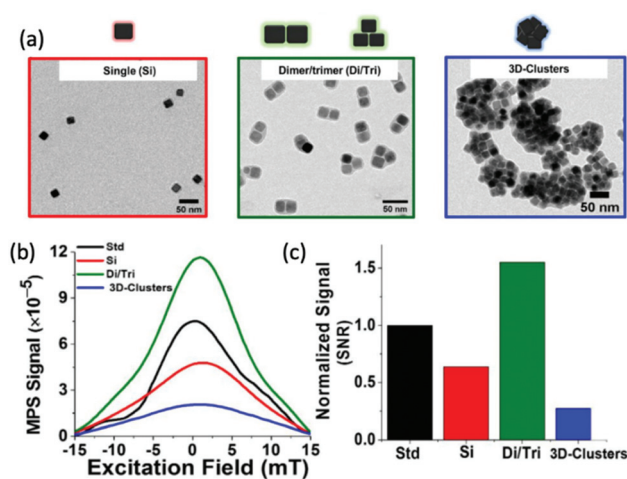 (a)
Single (Si)
50 nm
Dimer/trimer (Di/Tri)
50 nm
3D-Clusters
50 nm
(b)
Std
Si
Di/Tri
3D-Clusters
MPS Signal (×10⁻⁵)
12
9
6
3
0
-15 -10 -5 0 5 10 15
Excitation Field (mT)
(c)
Normalized Signal
(SNR)
1.5
1.0
0.5
0.0
Std Si Di/Tri 3D-Clusters